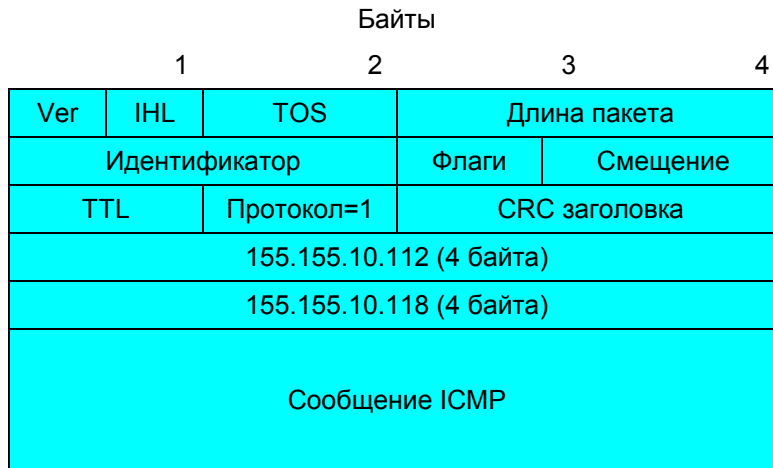 Байты
1 2 3 4
Ver IHL TOS Длина пакета
Идентификатор Флаги Смещение
TTL Протокол=1 CRC заголовка
155.155.10.112 (4 байта)
155.155.10.118 (4 байта)
Сообщение ICMP